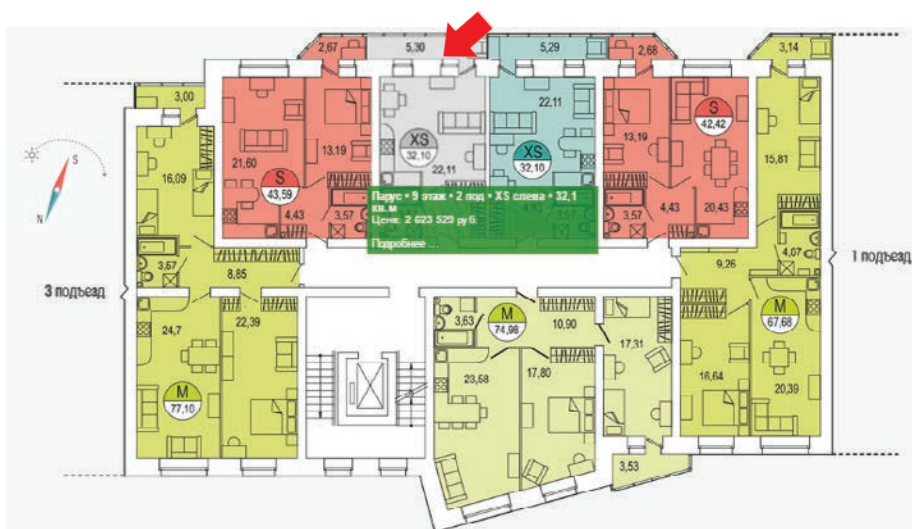 2,67
5,30
5,29
2,68
3,14
3,00
S
N
16,09
21,60
S
43,59
13,19
XS
32,10
22,11
22,11
XS
32,10
13,19
S
42,42
15,81
4,43
3,57
3,57
4,43
20,43
Парус • 9 этаж • 2 под • XS слева • 32,1
кв.м
Цена: 2 623 529 руб.
Подробнее ...
3,57
8,85
9,26
4,07
3 подъезд
1 подъезд
24,7
22,39
M
77,10
3,63
M
74,98
10,90
17,31
M
67,68
23,58
17,80
16,64
20,39
3,53